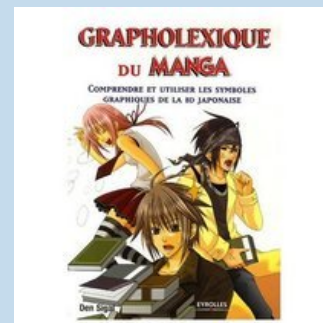 GRAPHOLEXIQUE
DU MANGA
COMPRENDRE ET UTILISER LES SYMBOLES
GRAPHIQUES DE LA BD JAPONAISE
Den Sigal
EYROLLES